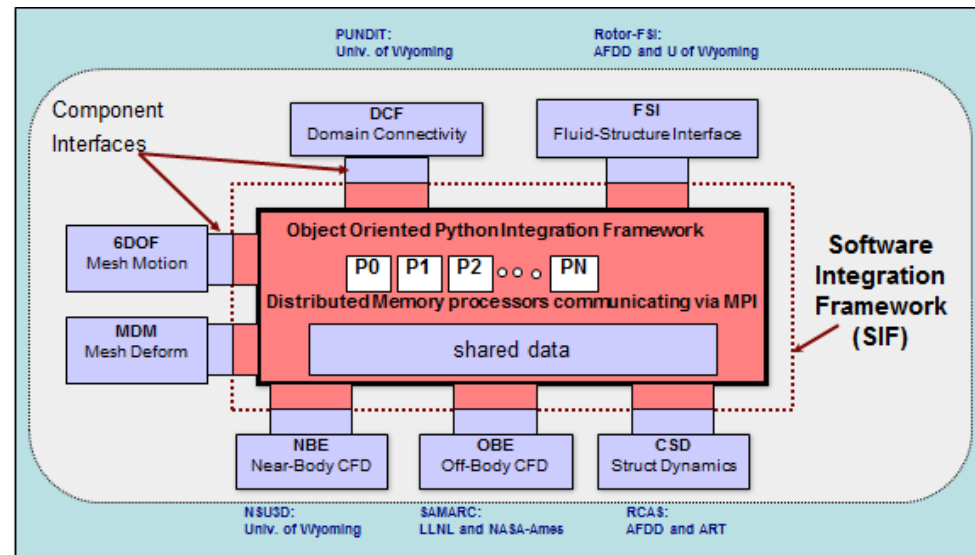 PUNDIT:
Univ. of Wyoming
Rotor-FSI:
AFDD and U of Wyoming
Component
Interfaces
DCF
Domain Connectivity
FSI
Fluid-Structure Interface
6DOF
Mesh Motion
MDM
Mesh Deform
Object Oriented Python Integration Framework
P0 P1 P2 PN
Distributed Memory processors communicating via MPI
shared data
Software
Integration
Framework
(SIF)
NBE
Near-Body CFD
OBE
Off-Body CFD
CSD
Struct Dynamics
NSU3D:
Univ. of Wyoming
SAMARC:
LLNL and NASA-Ames
RCAS:
AFDD and ART